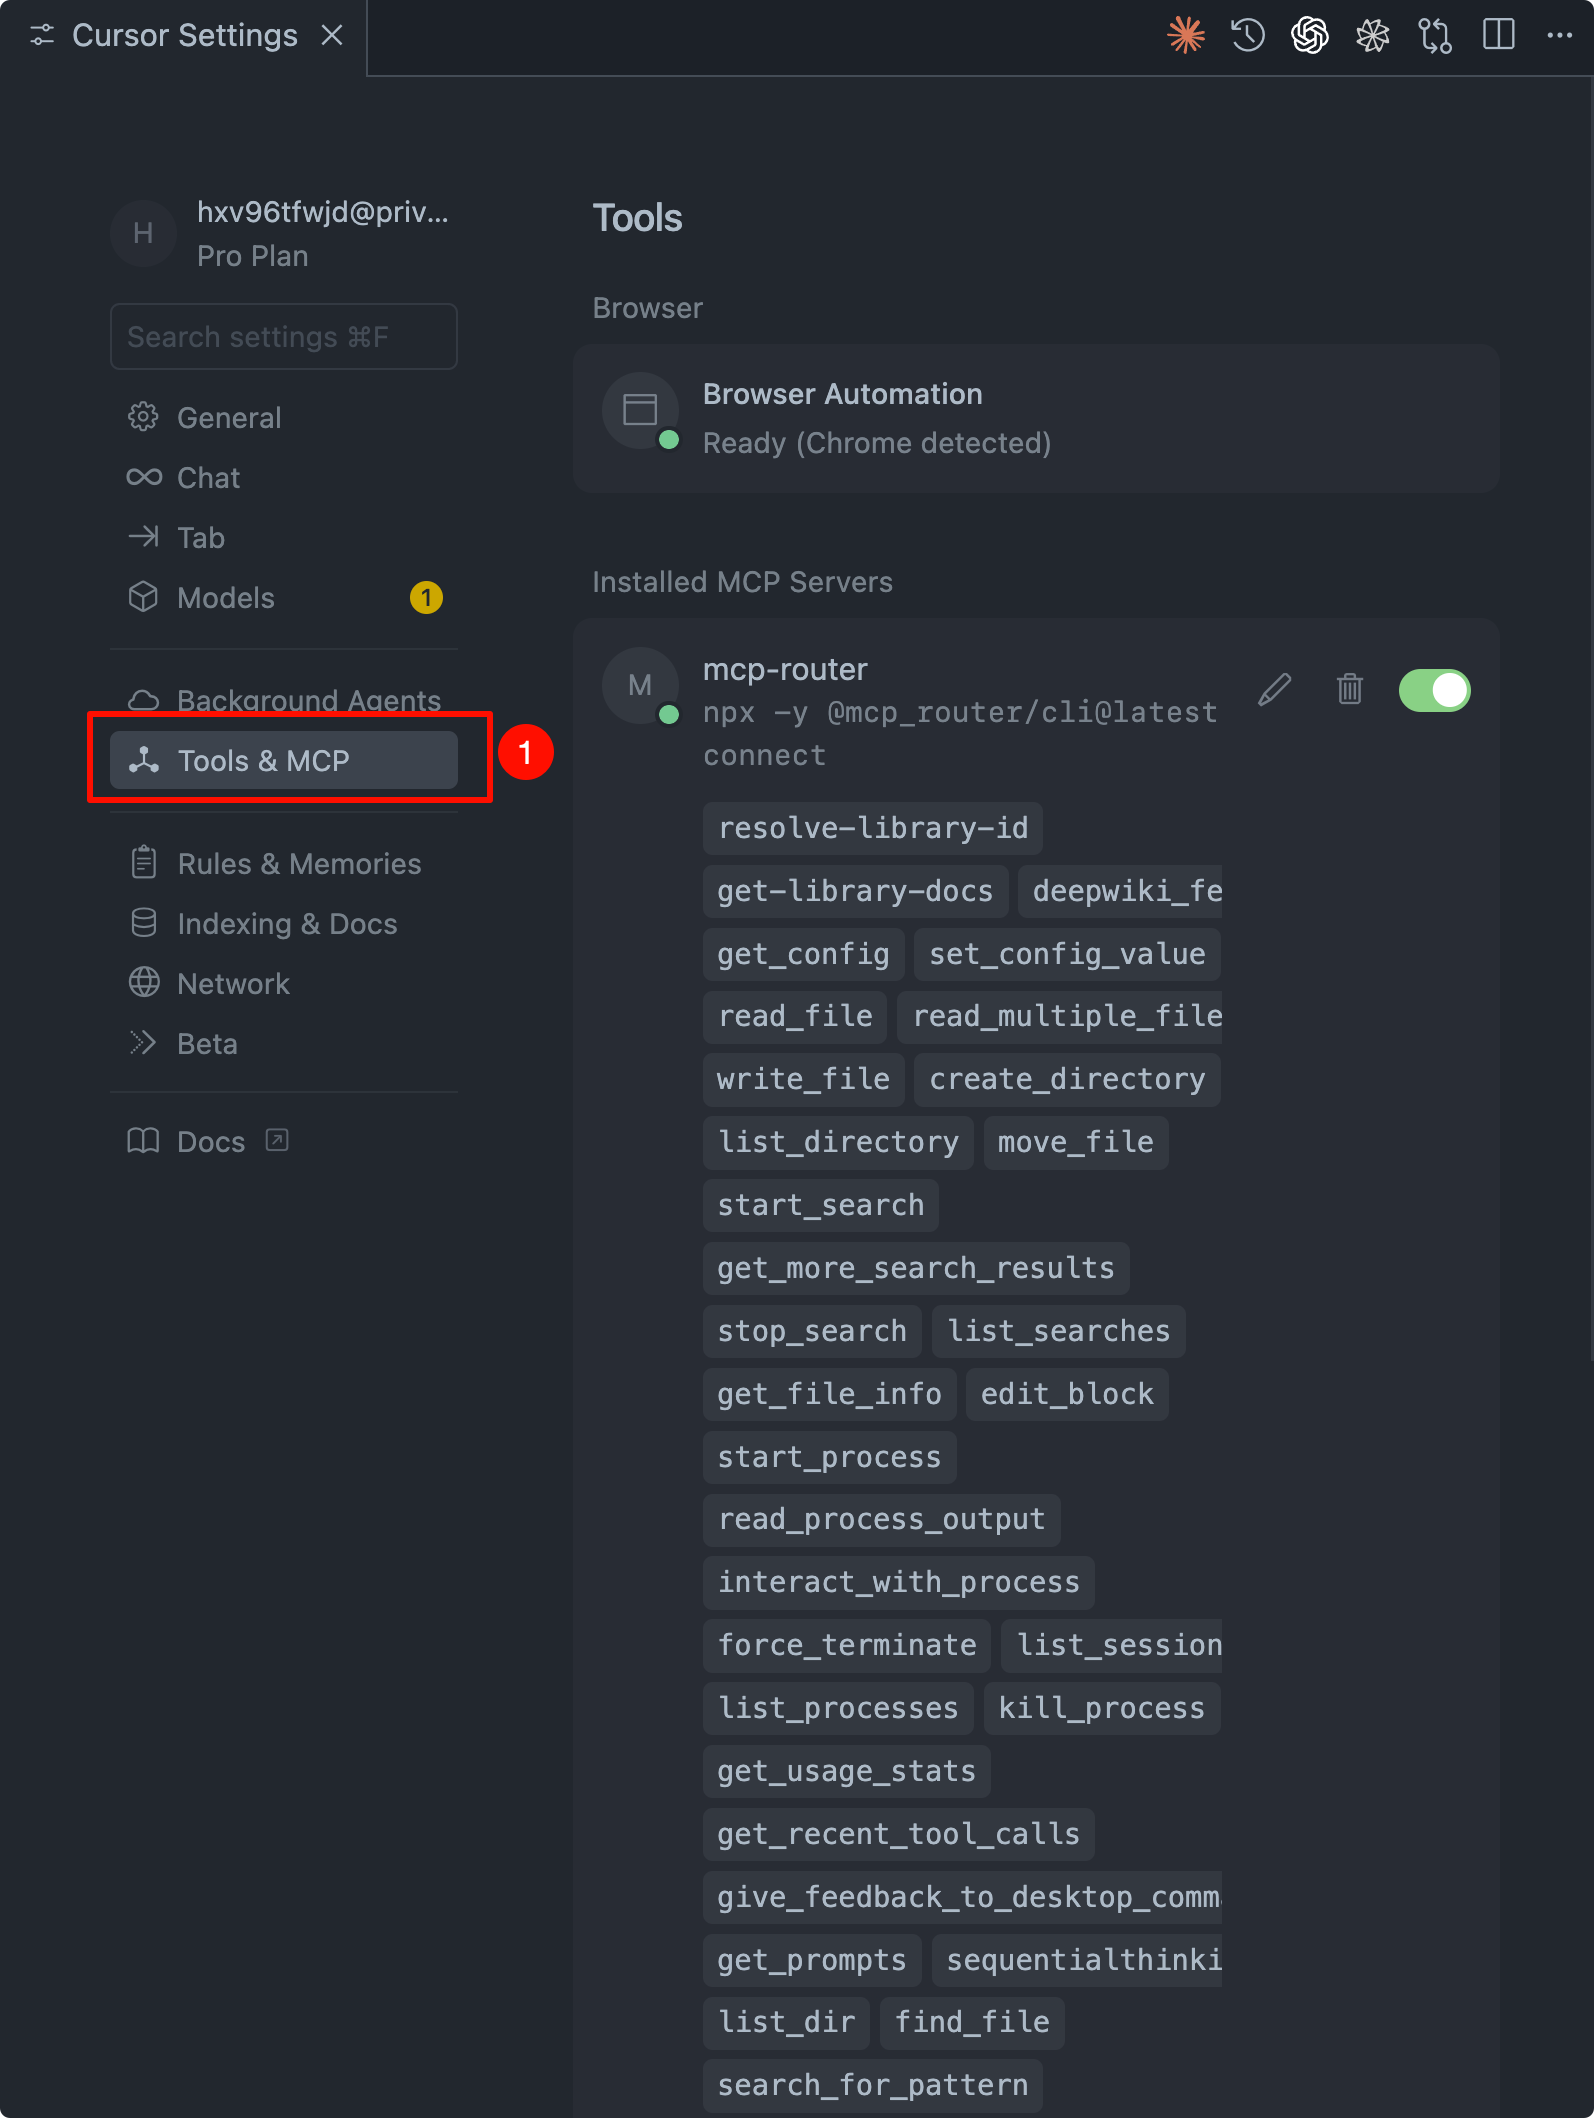 Cursor Settings
H
hxv96tfwjd@priv...
Pro Plan
Search settings ⌘F
General
Chat
Tab
Models
1
Background Agents
Tools & MCP
1
Rules & Memories
Indexing & Docs
Network
Beta
Docs
Tools
Browser
Browser Automation
Ready (Chrome detected)
Installed MCP Servers
M
mcp-router
npx -y @mcp_router/cli@latest
connect
resolve-library-id
get-library-docs deepwiki_fe
get_config set_config_value
read_file read_multiple_file
write_file create_directory
list_directory move_file
start_search
get_more_search_results
stop_search list_searches
get_file_info edit_block
start_process
read_process_output
interact_with_process
force_terminate list_session
list_processes kill_process
get_usage_stats
get_recent_tool_calls
give_feedback_to_desktop_comm
get_prompts sequentialthinki
list_dir find_file
search_for_pattern